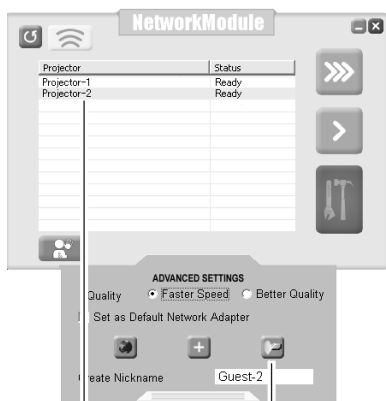 NetworkModule
Projector Status
Projector-1 Ready
Projector-2 Ready
ADVANCED SETTINGS
Quality Faster Speed Better Quality
Set as Default Network Adapter
Nickname Guest-2